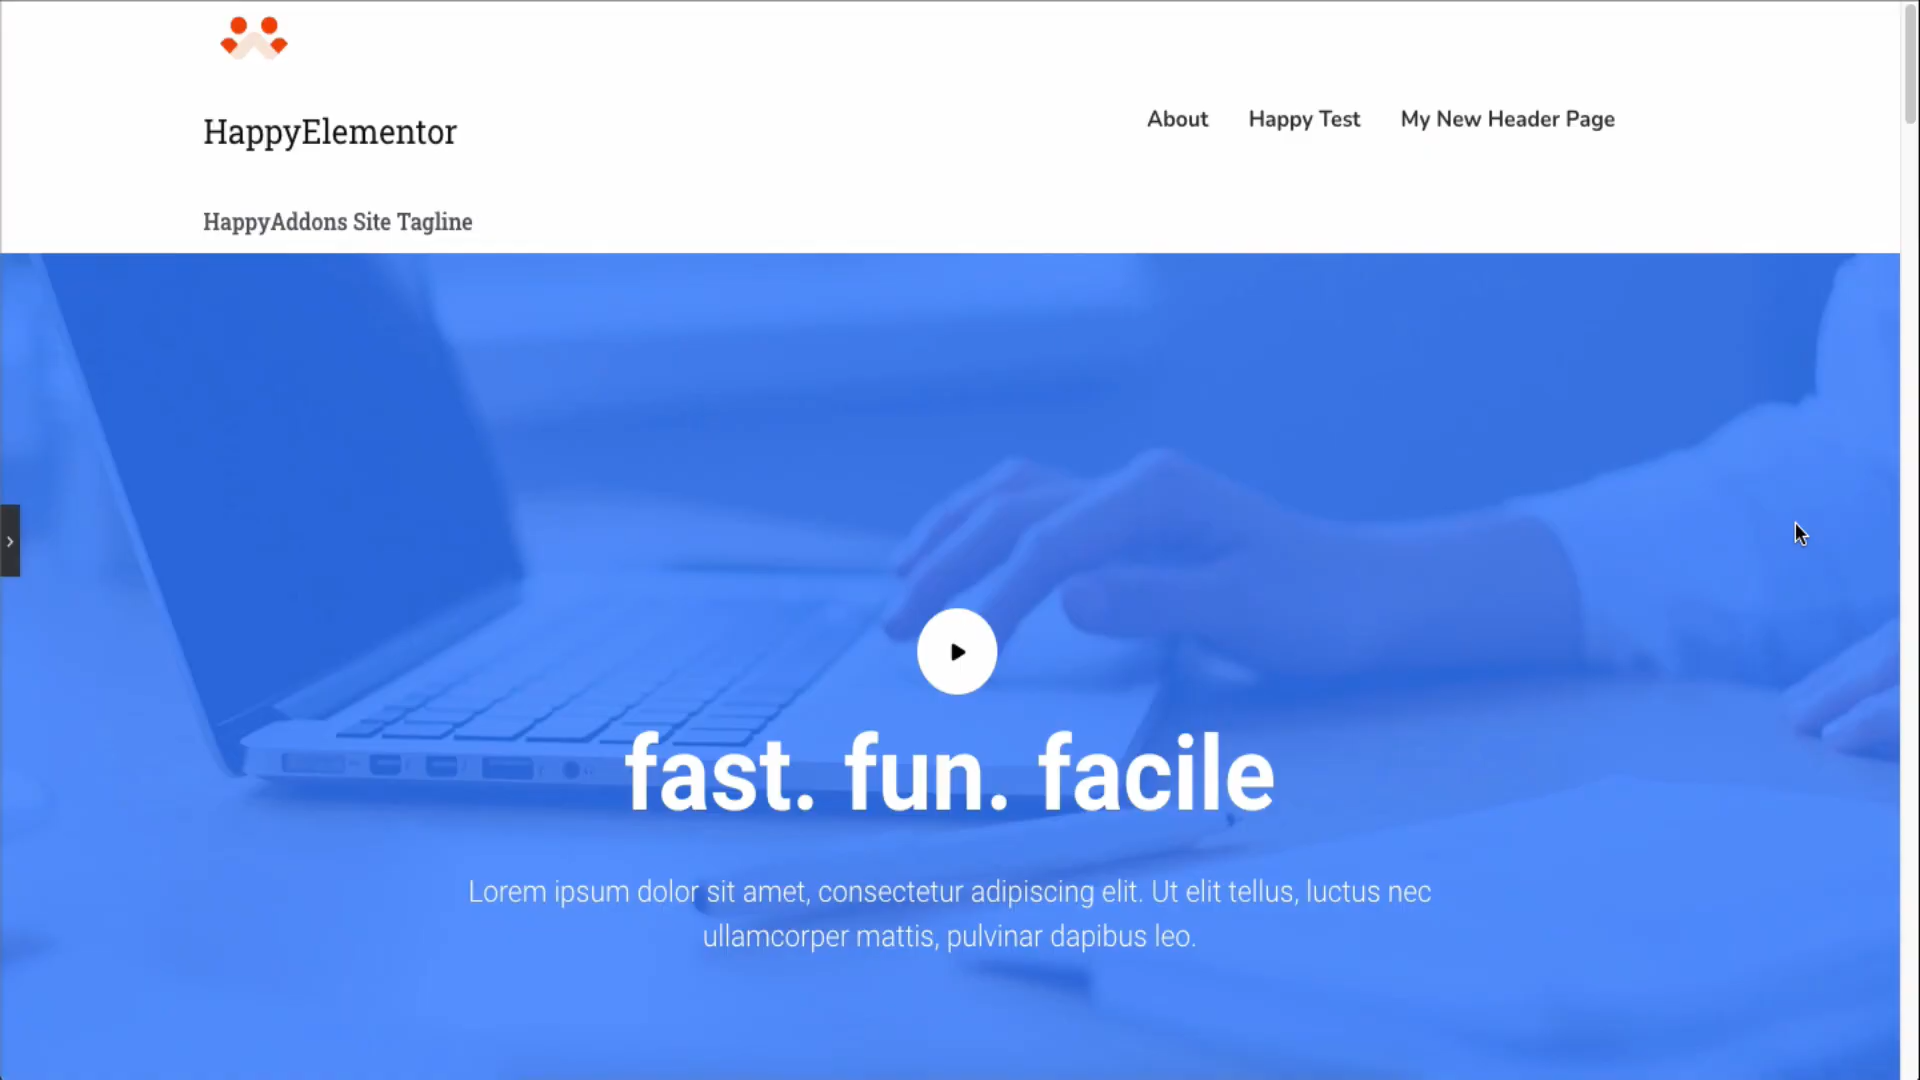 HappyElementor
About Happy Test My New Header Page
HappyAddons Site Tagline
fast. fun. facile
Lorem ipsum dolor sit amet, consectetur adipiscing elit. Ut elit tellus, luctus nec
ullamcorper mattis, pulvinar dapibus leo.